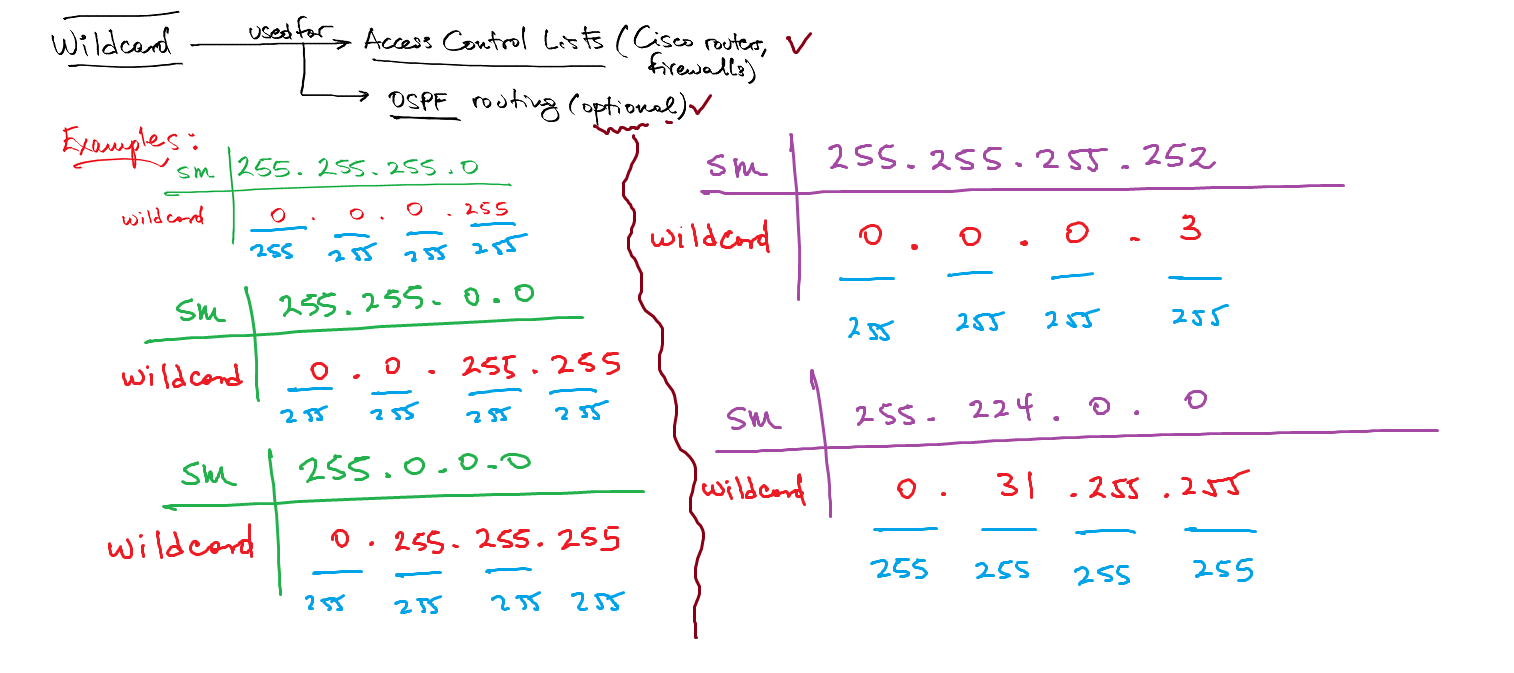 Wildcard used for Access Control Lists (Cisco routers,
firewalls)
OSPF routing (optional)
Examples:
sm 255.255.255.0
wildcard 0.0.0.255
255 255 255 255
sm 255.255.0.0
wildcard 0.0.255.255
255 255 255 255
sm 255.0.0.0
wildcard 0.255.255.255
255 255 255 255
sm 255.255.255.252
wildcard 0.0.0.3
255 255 255 255
sm 255.224.0.0
wildcard 0.31.255.255
255 255 255 255